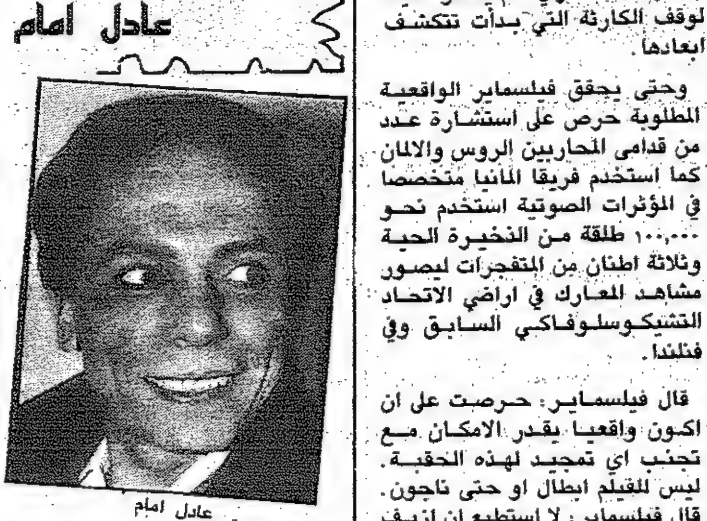 عادل امام
عادل امام
لوقف الكارثة التي بدأت تتكشف
ابعادها.
وحتى يحقق فيلسماير الواقعية
المطلوبة حرص على استشارة عدد
من قدامى المحاربين الروس والالمان
كما استخدم فريقا المانيا متخصصا
في المؤثرات الصوتية استخدم نحو
١٠٠,٠٠٠ طلقة من الذخيرة الحية
وثلاثة اطنان من المتفجرات ليصور
مشاهد المعارك في اراضي الاتحاد
التشيكوسلوفاكي السابق وفي
فنلندا.
قال فيلسماير: حرصت على ان
اكون واقعيا بقدر الامكان مع
تجنب اي تمجيد لهذه الحقبة.
ليس للفيلم ابطال او حتى ناجون.
قال فيلسماير: لا استطيع ان ازيف